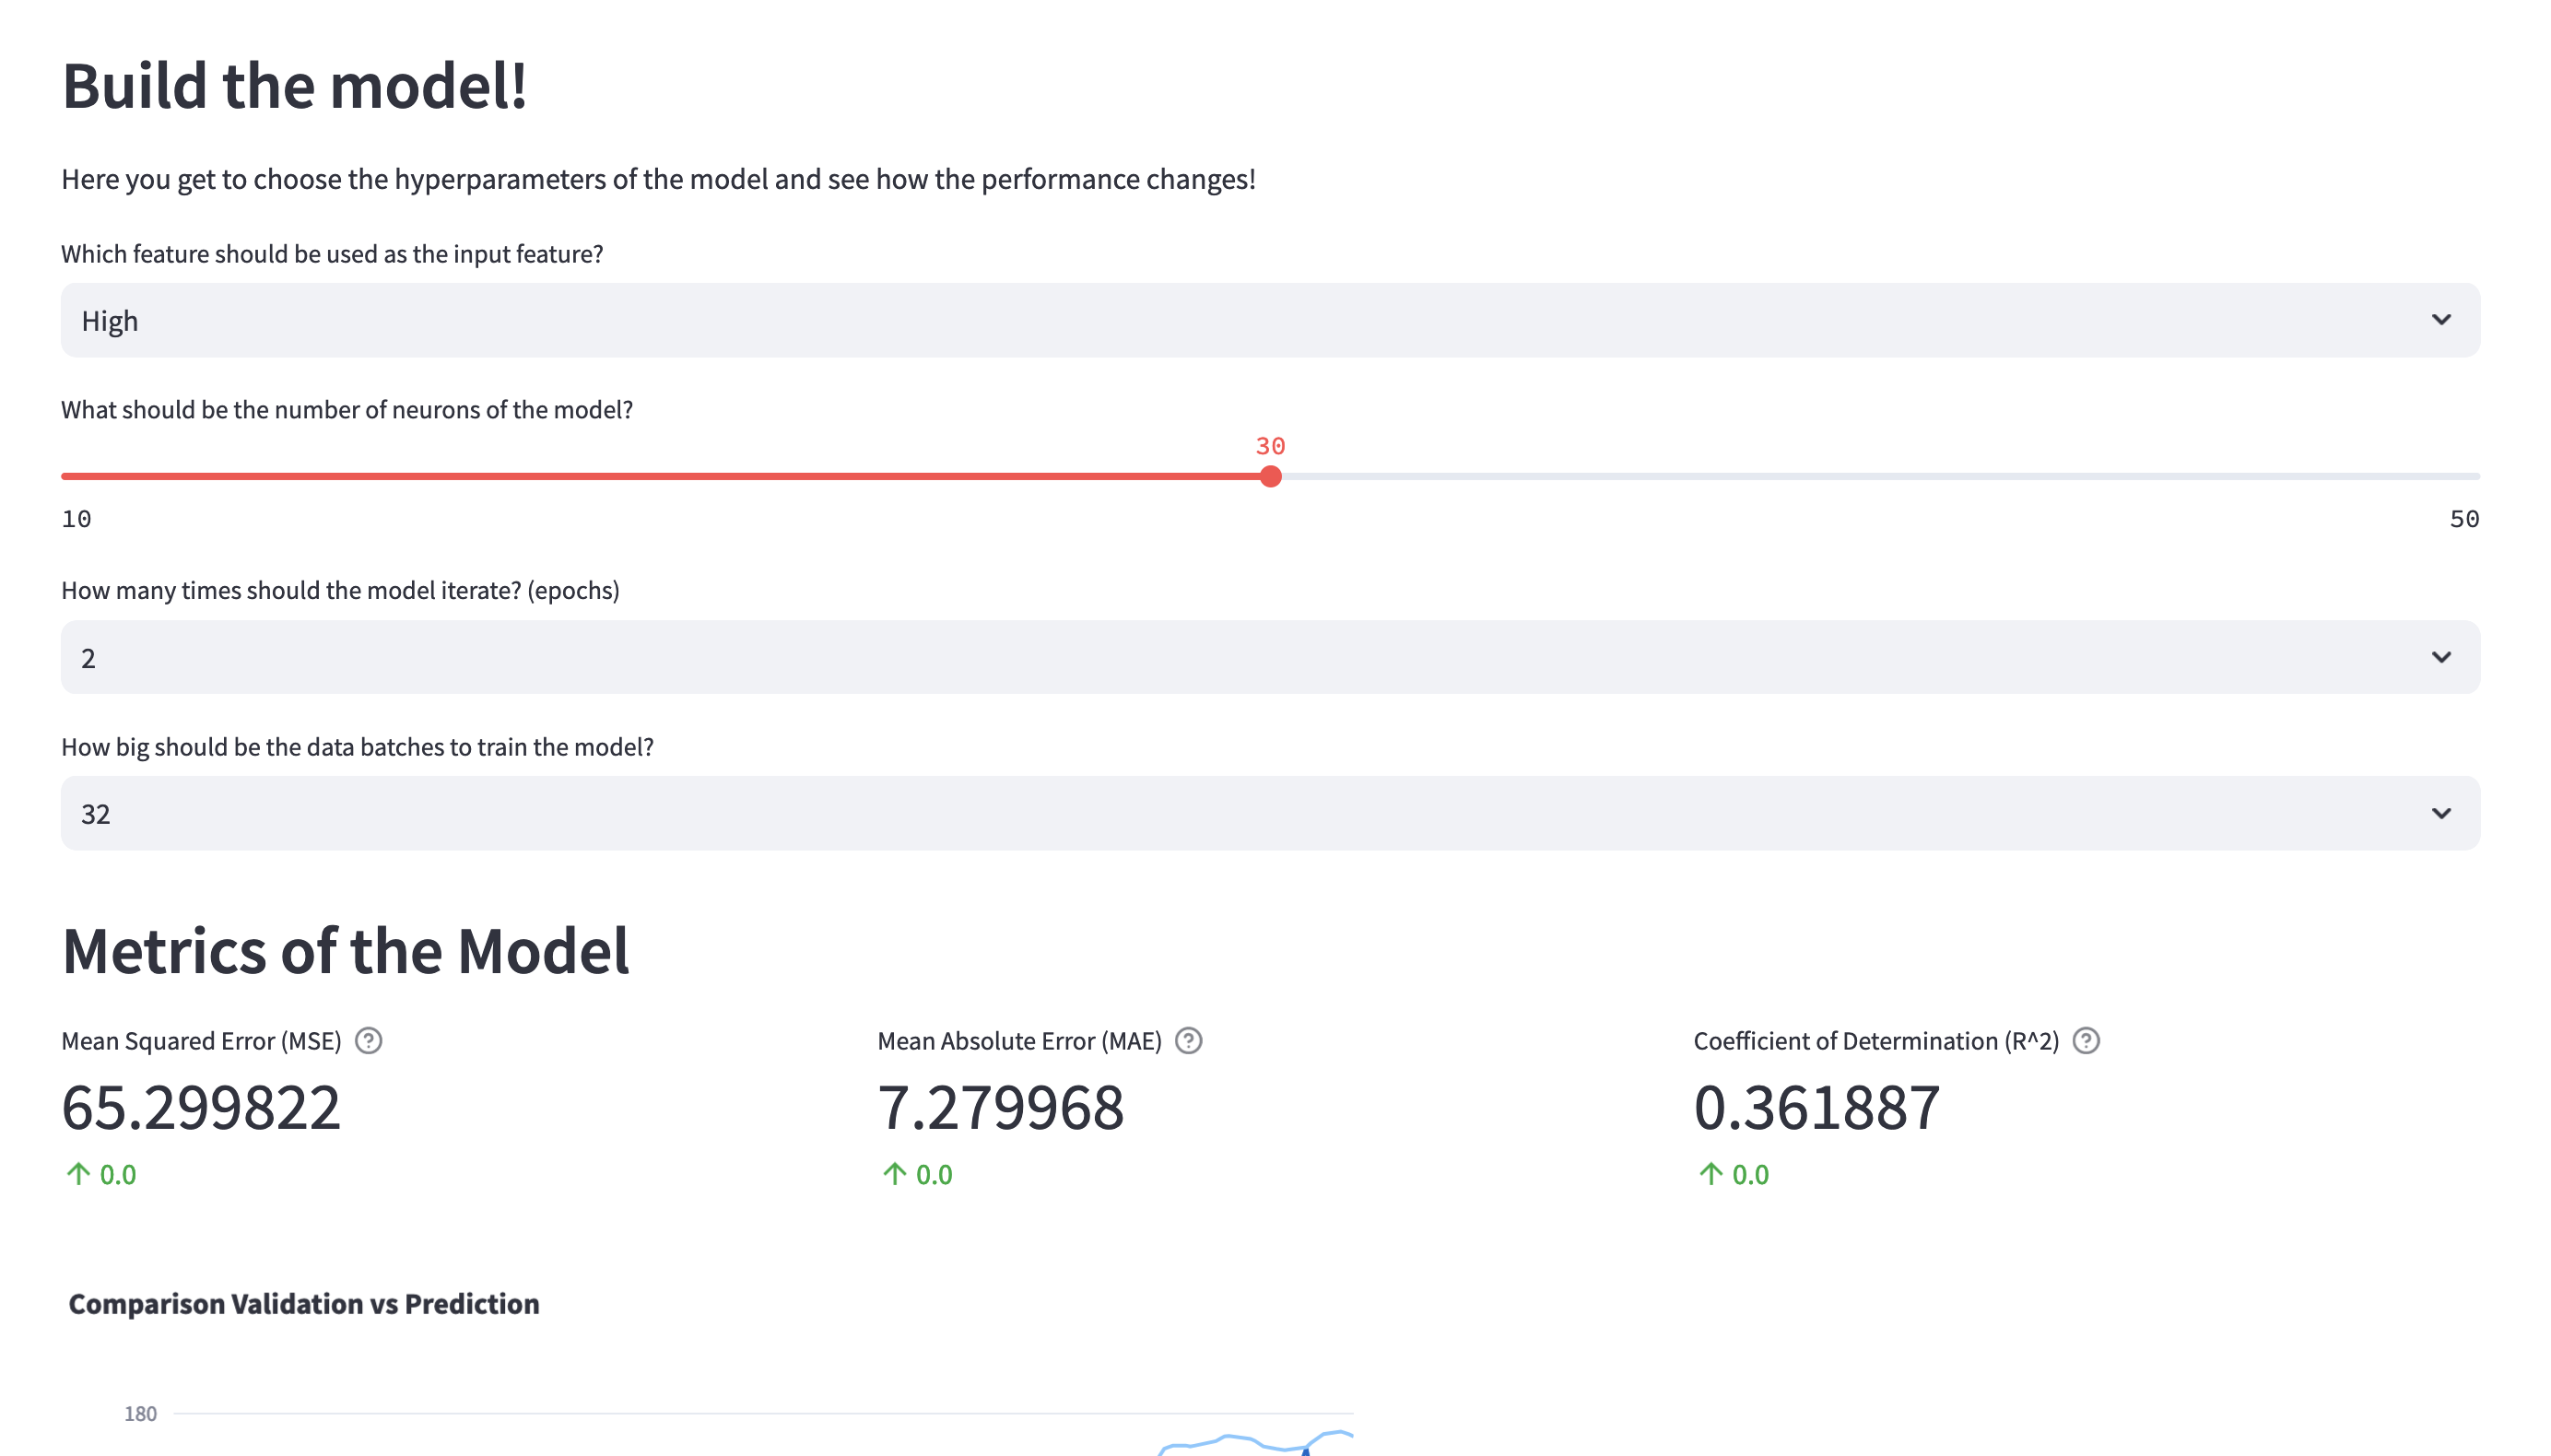 Build the model!
Here you get to choose the hyperparameters of the model and see how the performance changes!
Which feature should be used as the input feature?
High
What should be the number of neurons of the model?
30
10 50
How many times should the model iterate? (epochs)
2
How big should be the data batches to train the model?
32
Metrics of the Model
Mean Squared Error (MSE) Mean Absolute Error (MAE) Coefficient of Determination (R^2)
65.299822 7.279968 0.361887
↑ 0.0 ↑ 0.0 ↑ 0.0
Comparison Validation vs Prediction
180